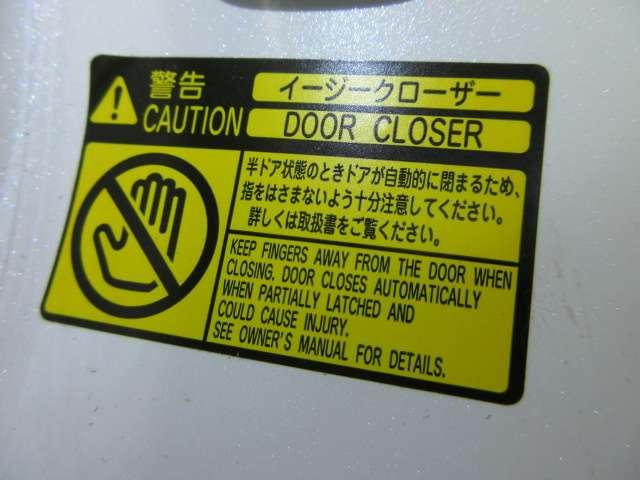 警告
イージークローザー
CAUTION
DOOR CLOSER
半ドア状態のときドアが自動的に閉まるため、
指をはさまないよう十分注意してください。
詳しくは取扱書をご覧ください。
KEEP FINGERS AWAY FROM THE DOOR WHEN
CLOSING. DOOR CLOSES AUTOMATICALLY
WHEN PARTIALLY LATCHED AND
COULD CAUSE INJURY.
SEE OWNER'S MANUAL FOR DETAILS.